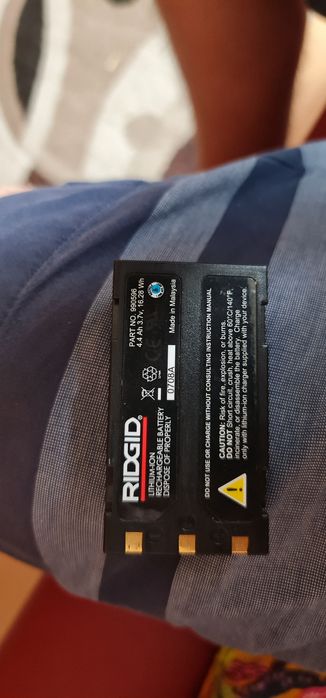 RIDGID.
LITHIUM-ION
RECHARGEABLE BATTERY
DISPOSE OF PROPERLY
0706A
PART NO. 990596
4.4 Ah 3.7v, 16.28 Wh
Made in Malaysia
DO NOT USE OR CHARGE WITHOUT CONSULTING INSTRUCTION MANUAL
CAUTION: Risk of fire, explosion, or burns.
DO NOT Short circuit, crush, heat above 60°C/140°F,
incinerate, or disassemble the battery. Charge
only with lithium-ion charger supplied with your device.